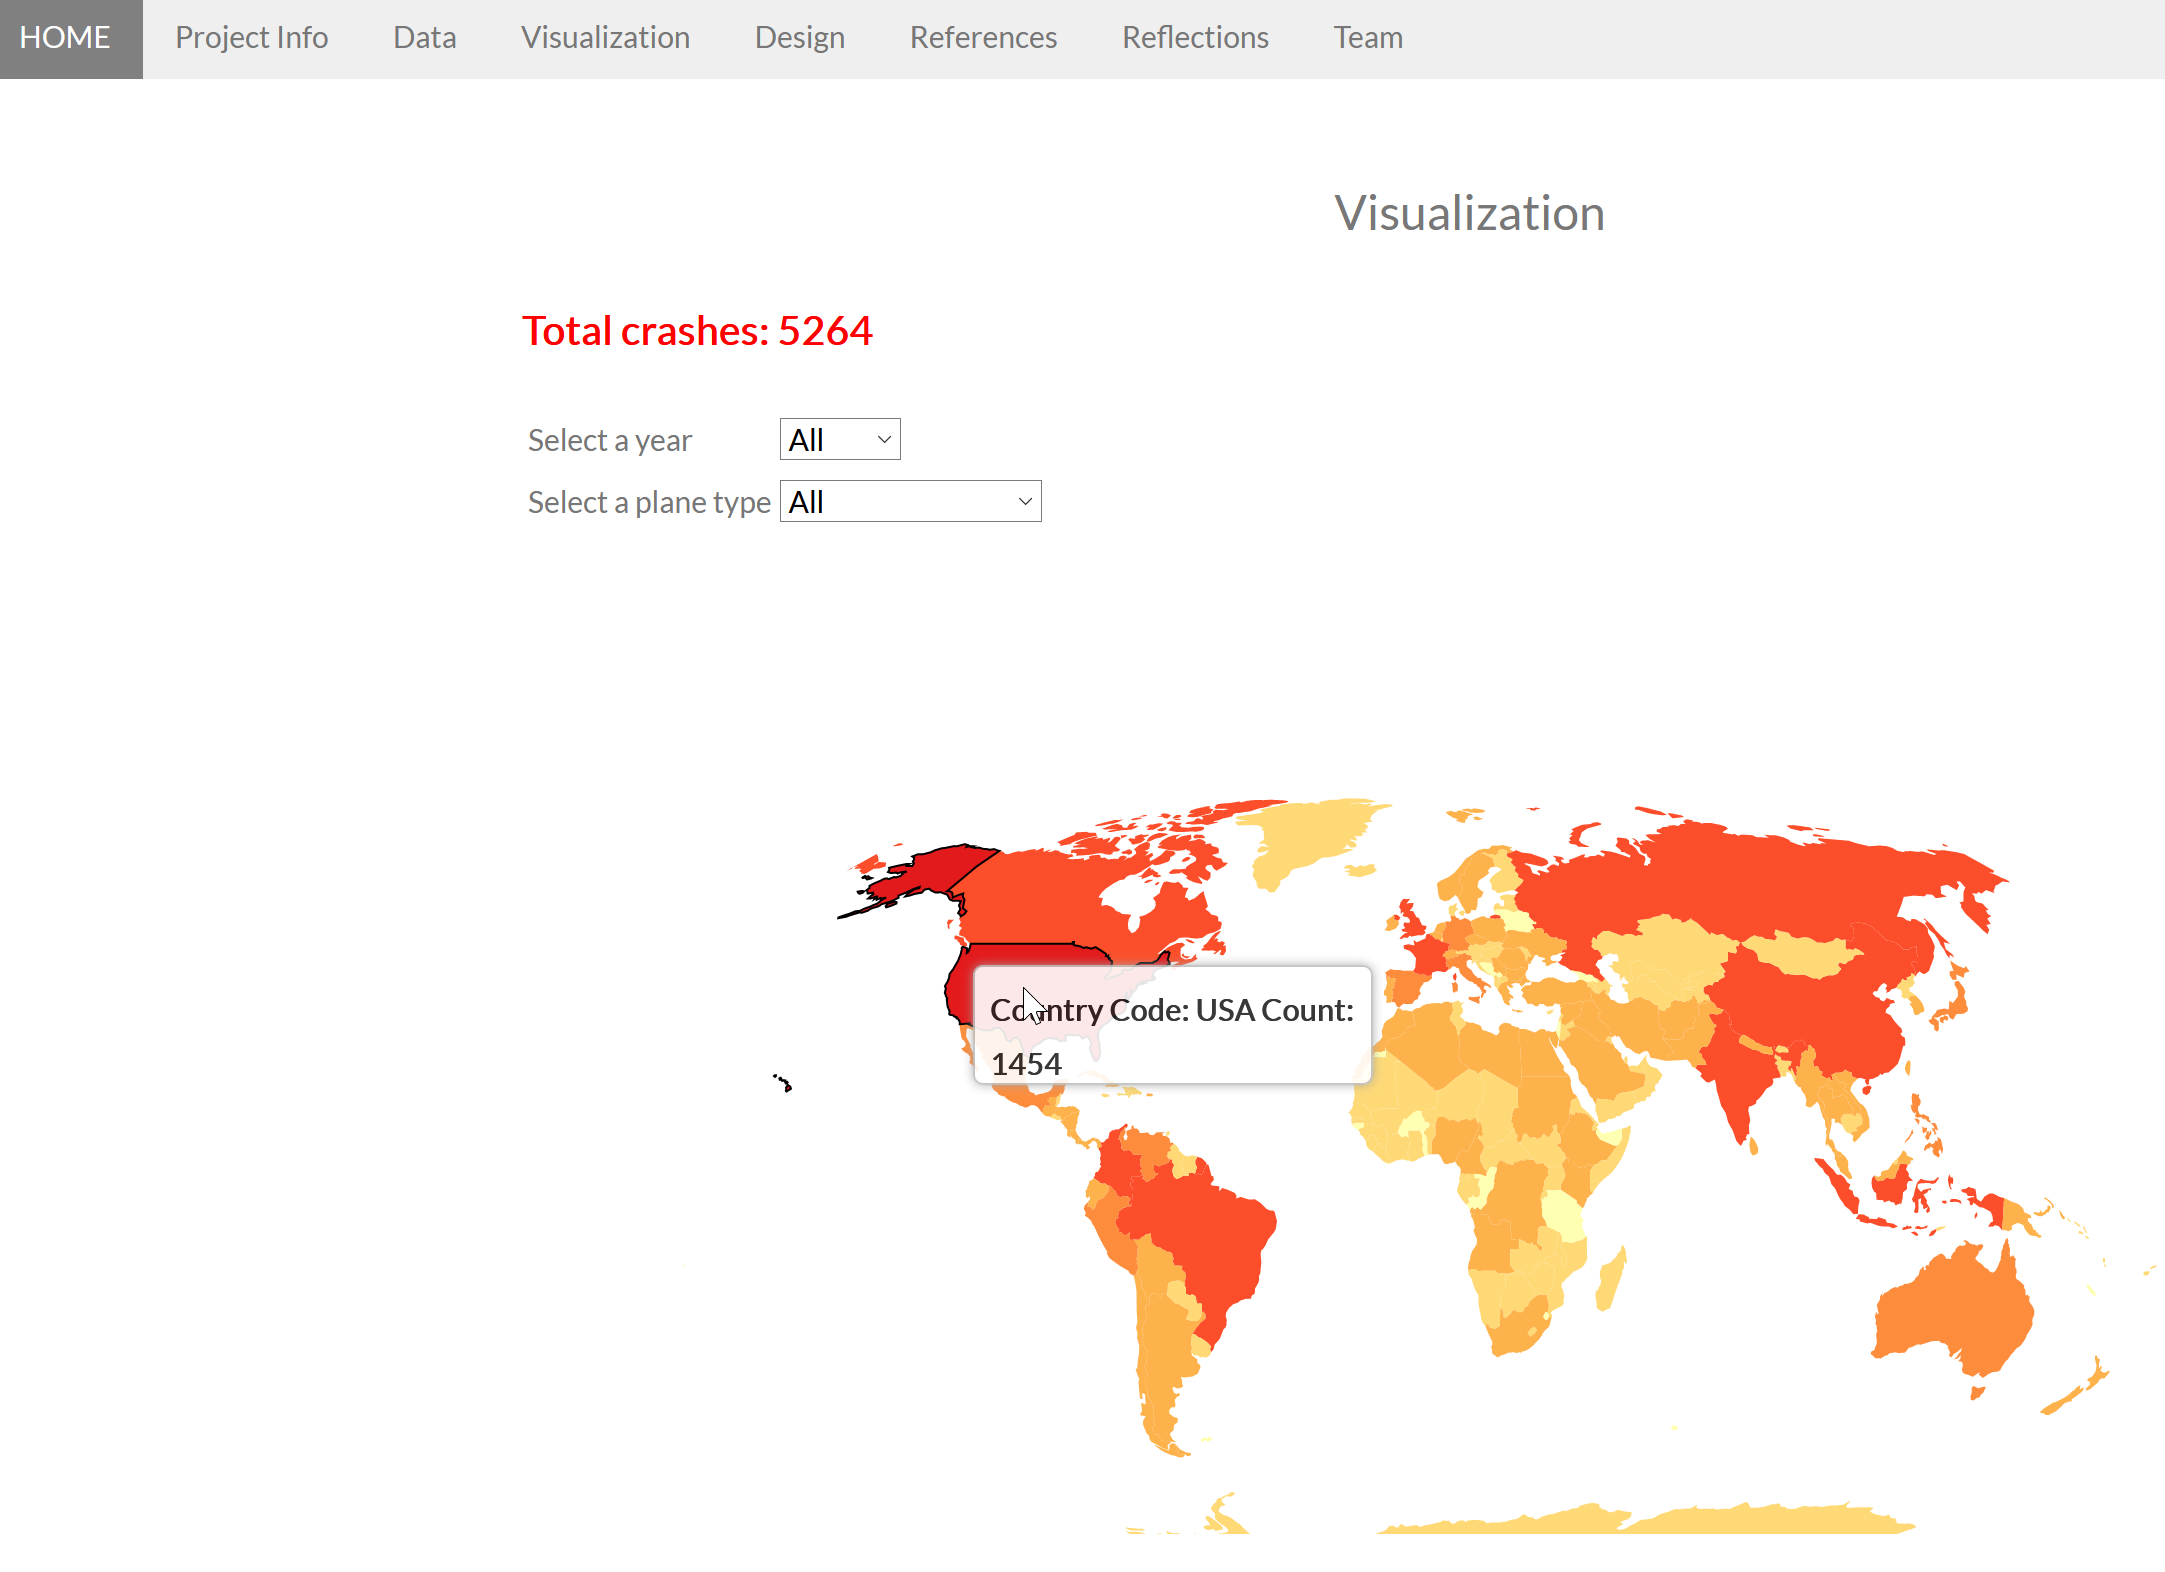 HOME Project Info Data Visualization Design References Reflections Team
Visualization
Total crashes: 5264
Select a year All
Select a plane type All
Country Code: USA Count:
1454